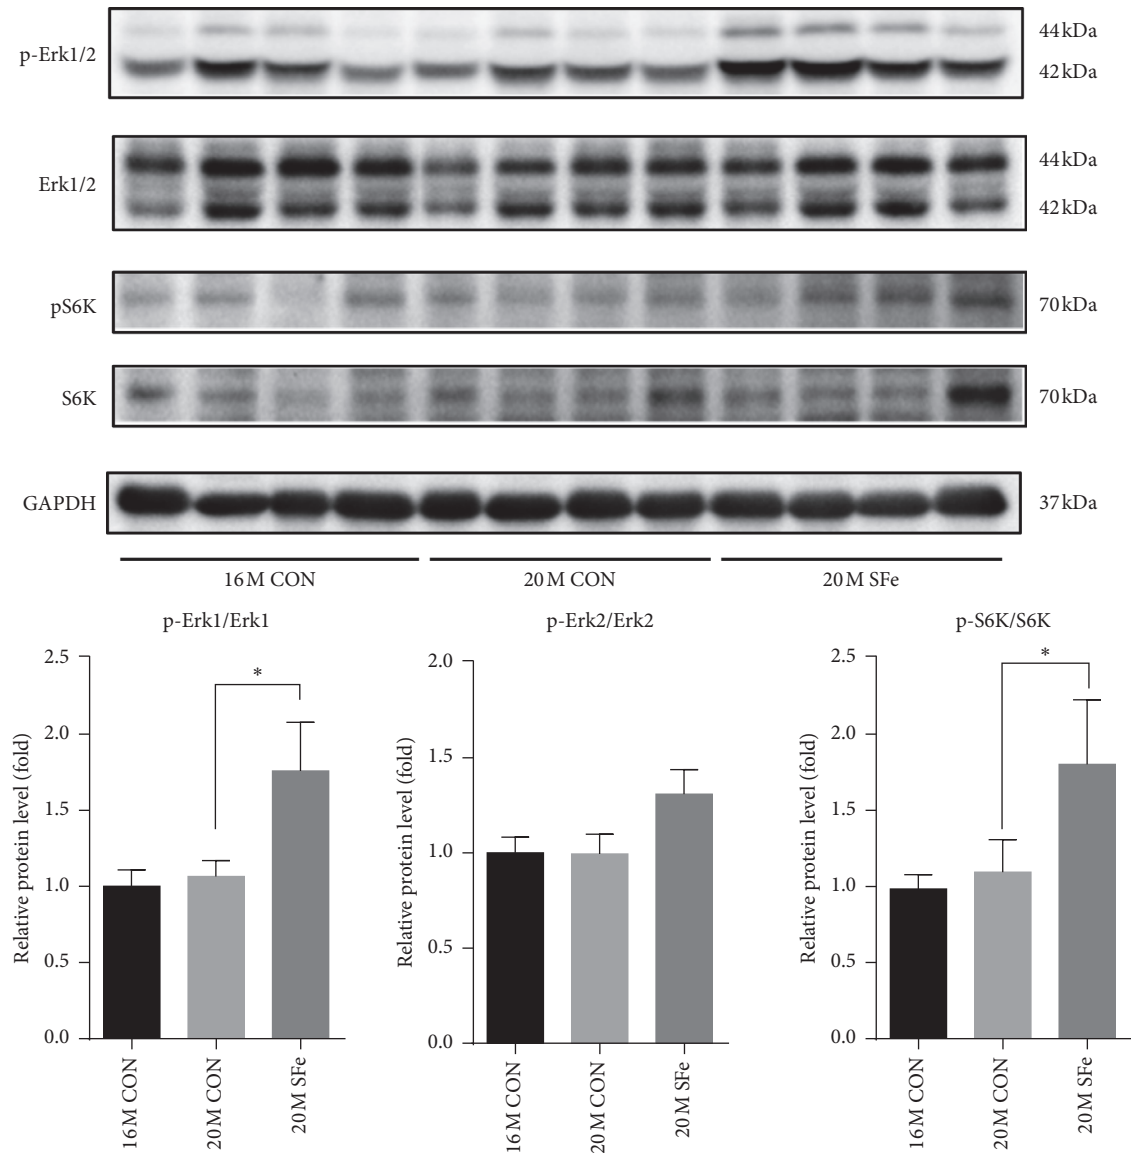 p-Erk1/2
44 kDa
42 kDa
Erk1/2
44 kDa
42 kDa
pS6K
70 kDa
S6K
70 kDa
GAPDH
37 kDa
16 M CON
20 M CON
20 M SFe
p-Erk1/Erk1
Relative protein level (fold)
2.5
2.0
1.5
1.0
0.5
0.0
*
16 M CON
20 M CON
20 M SFe
p-Erk2/Erk2
Relative protein level (fold)
2.0
1.5
1.0
0.5
0.0
16 M CON
20 M CON
20 M SFe
p-S6K/S6K
Relative protein level (fold)
2.5
2.0
1.5
1.0
0.5
0.0
*
16 M CON
20 M CON
20 M SFe